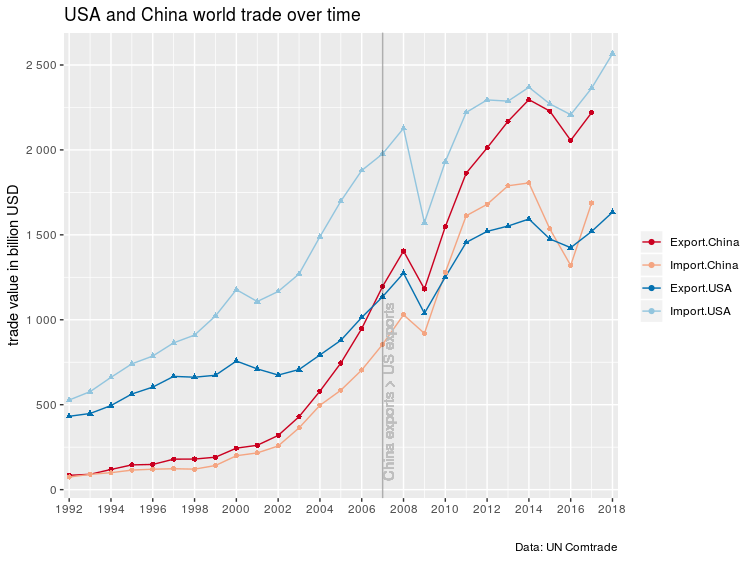 USA and China world trade over time
trade value in billion USD
2 500
2 000
1 500
1 000
500
0
China exports > US exports
1992 1994 1996 1998 2000 2002 2004 2006 2008 2010 2012 2014 2016 2018
Export.China
Import.China
Export.USA
Import.USA
Data: UN Comtrade